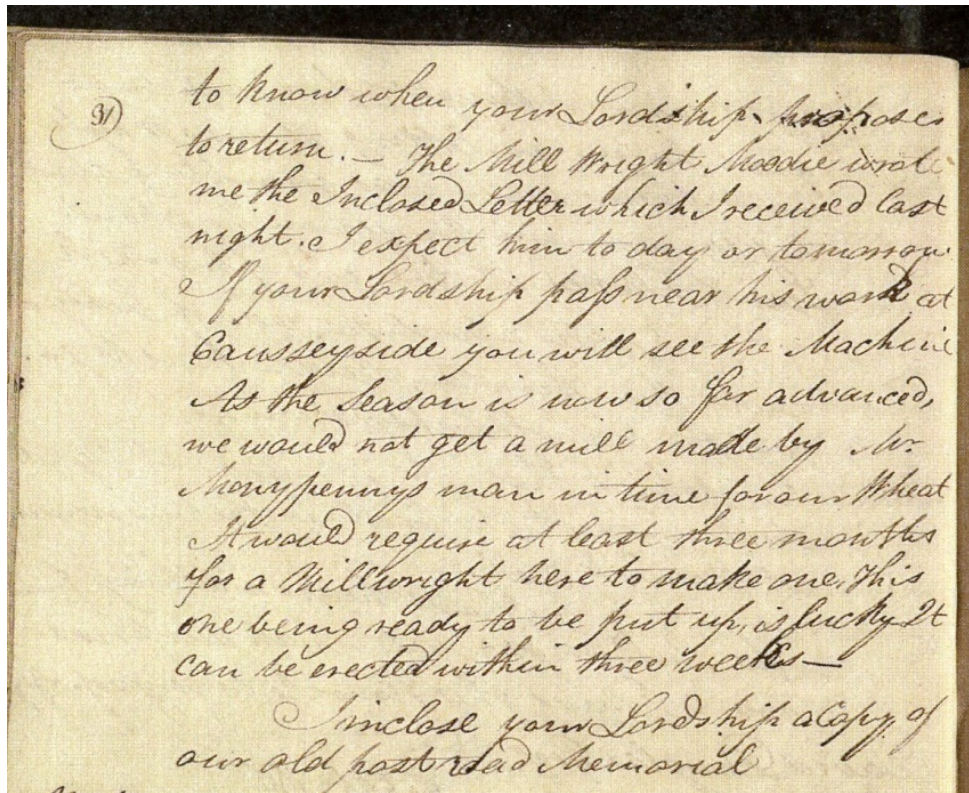 31
to know when your Lordship proposes
to return. — The Mill Wright Moodie wrote
me the Inclosed Letter which I received last
night. I expect him to day or tomorrow
If your Lordship pass near his work at
Causseyside you will see the Machine
As the Season is now so far advanced,
we would not get a mill made by Mr.
Monypennys man in time for our Wheat
It would require at least three months
for a Millwright here to make one, This
one being ready to be put up, is lucky It
can be erected within three weeks —
I inclose your Lordship a Copy of
our old post road Memorial